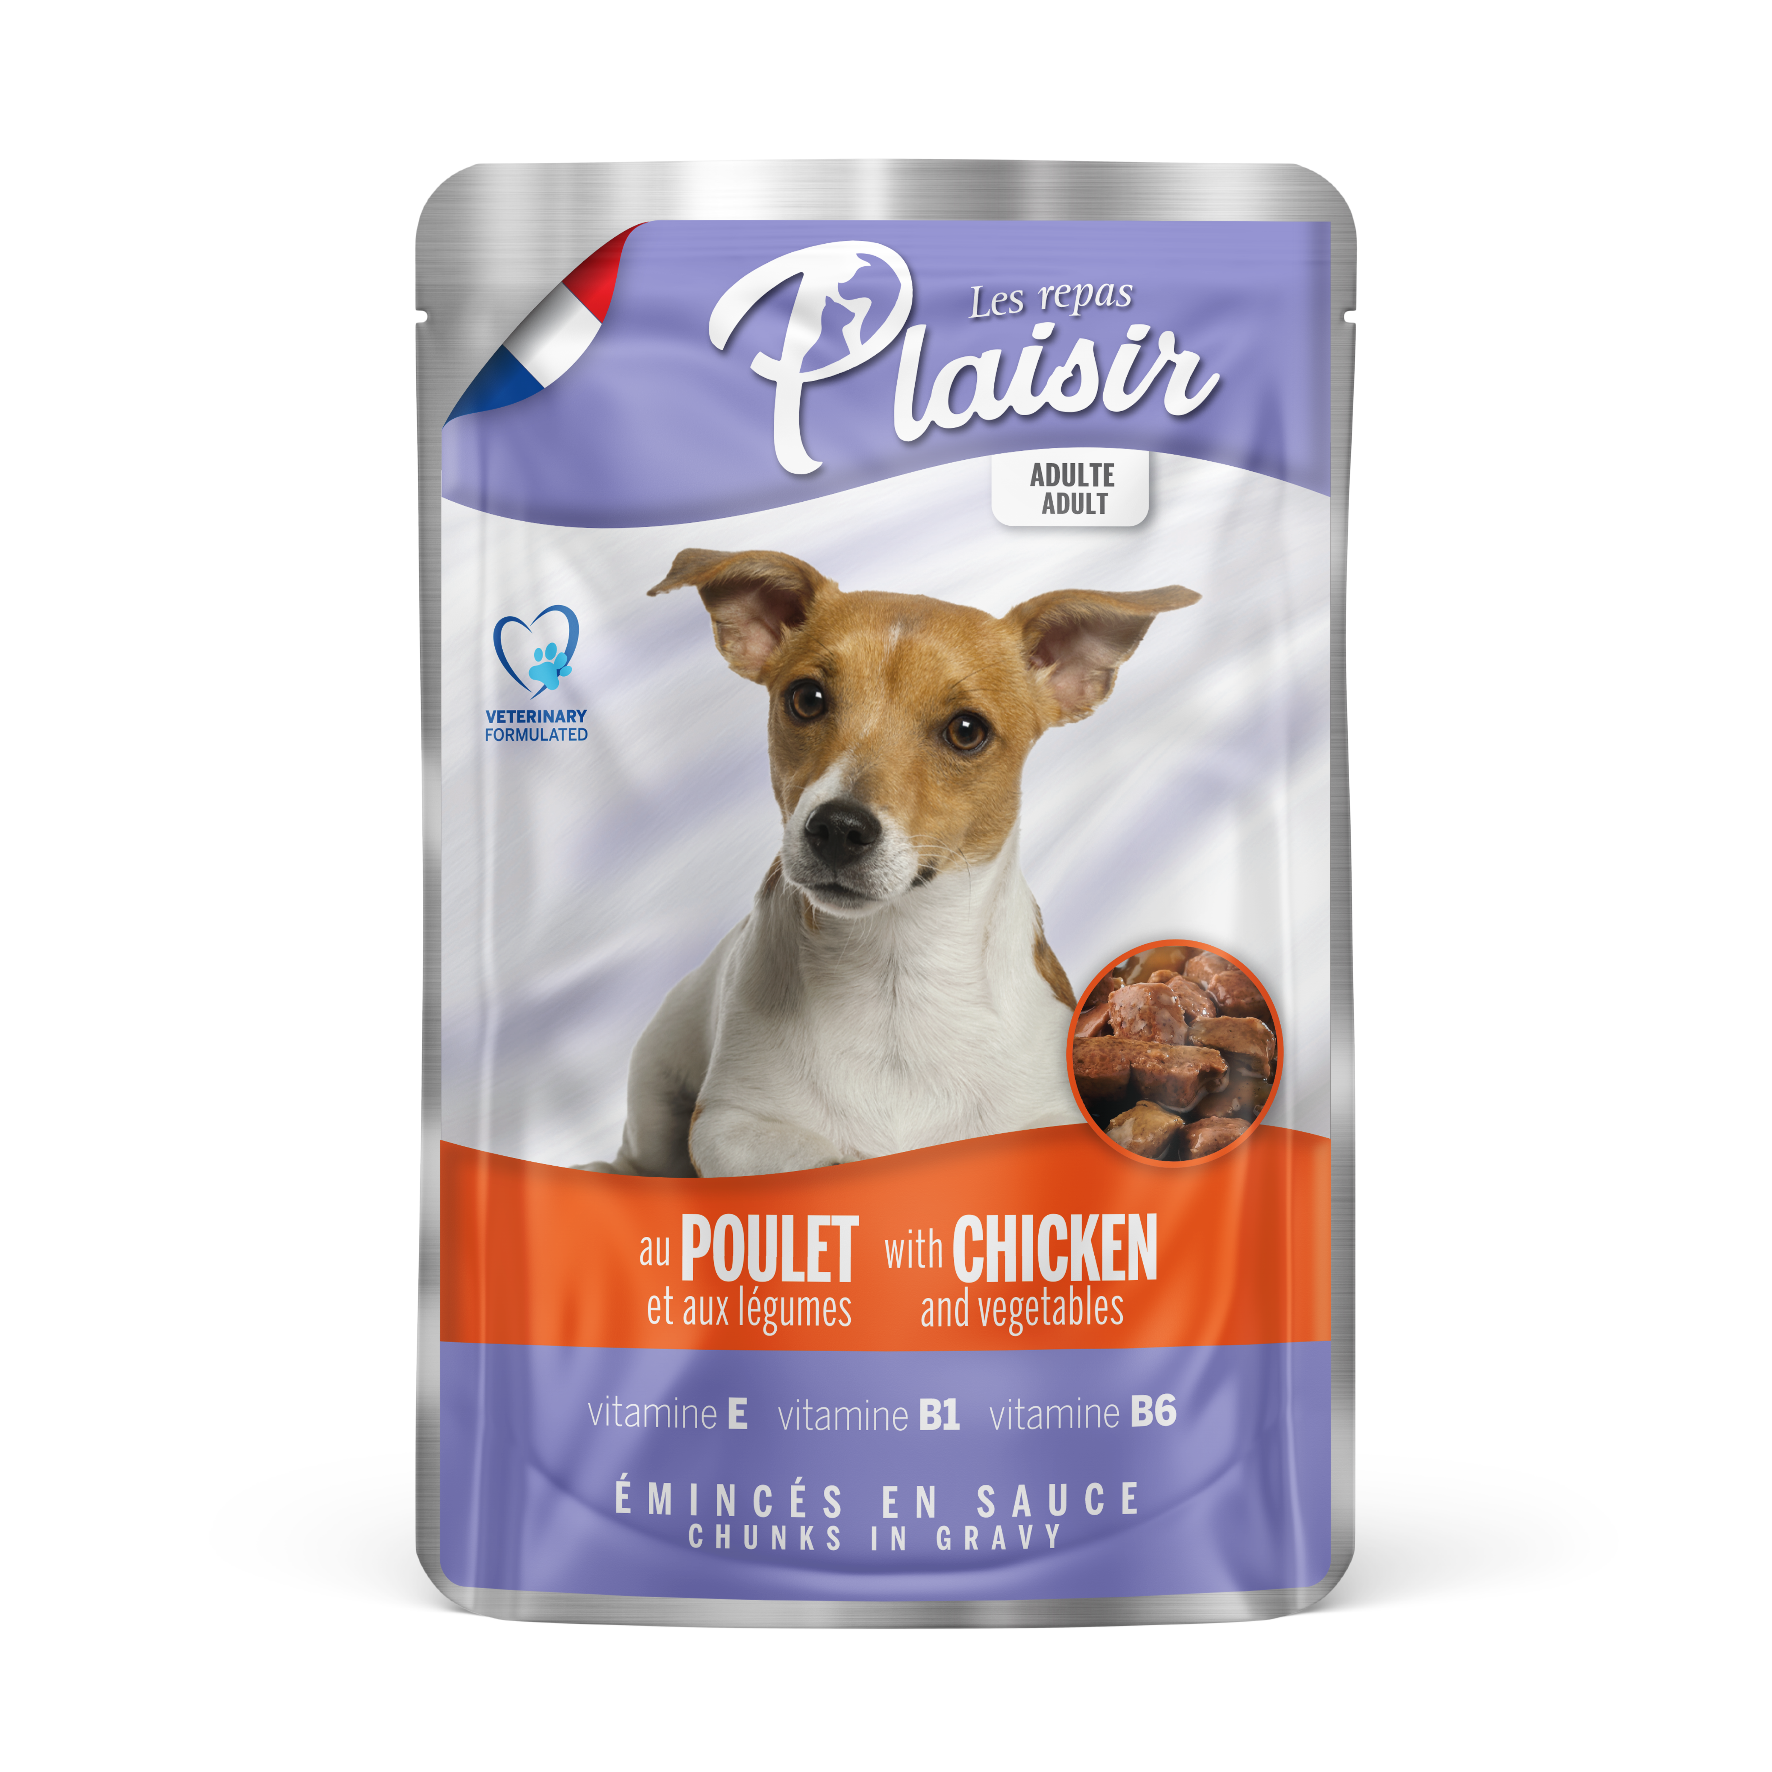 Les repas
Plaisir
ADULTE
ADULT
VETERINARY
FORMULATED
au POULET
et aux légumes
with CHICKEN
and vegetables
vitamine E vitamine B1 vitamine B6
ÉMINCÉS EN SAUCE
CHUNKS IN GRAVY